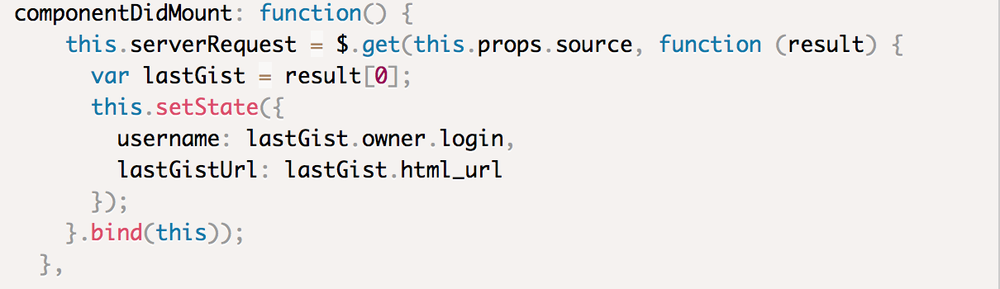 componentDidMount: function() {
    this.serverRequest = $.get(this.props.source, function (result) {
      var lastGist = result[0];
      this.setState({
        username: lastGist.owner.login,
        lastGistUrl: lastGist.html_url
      });
    }.bind(this));
  },